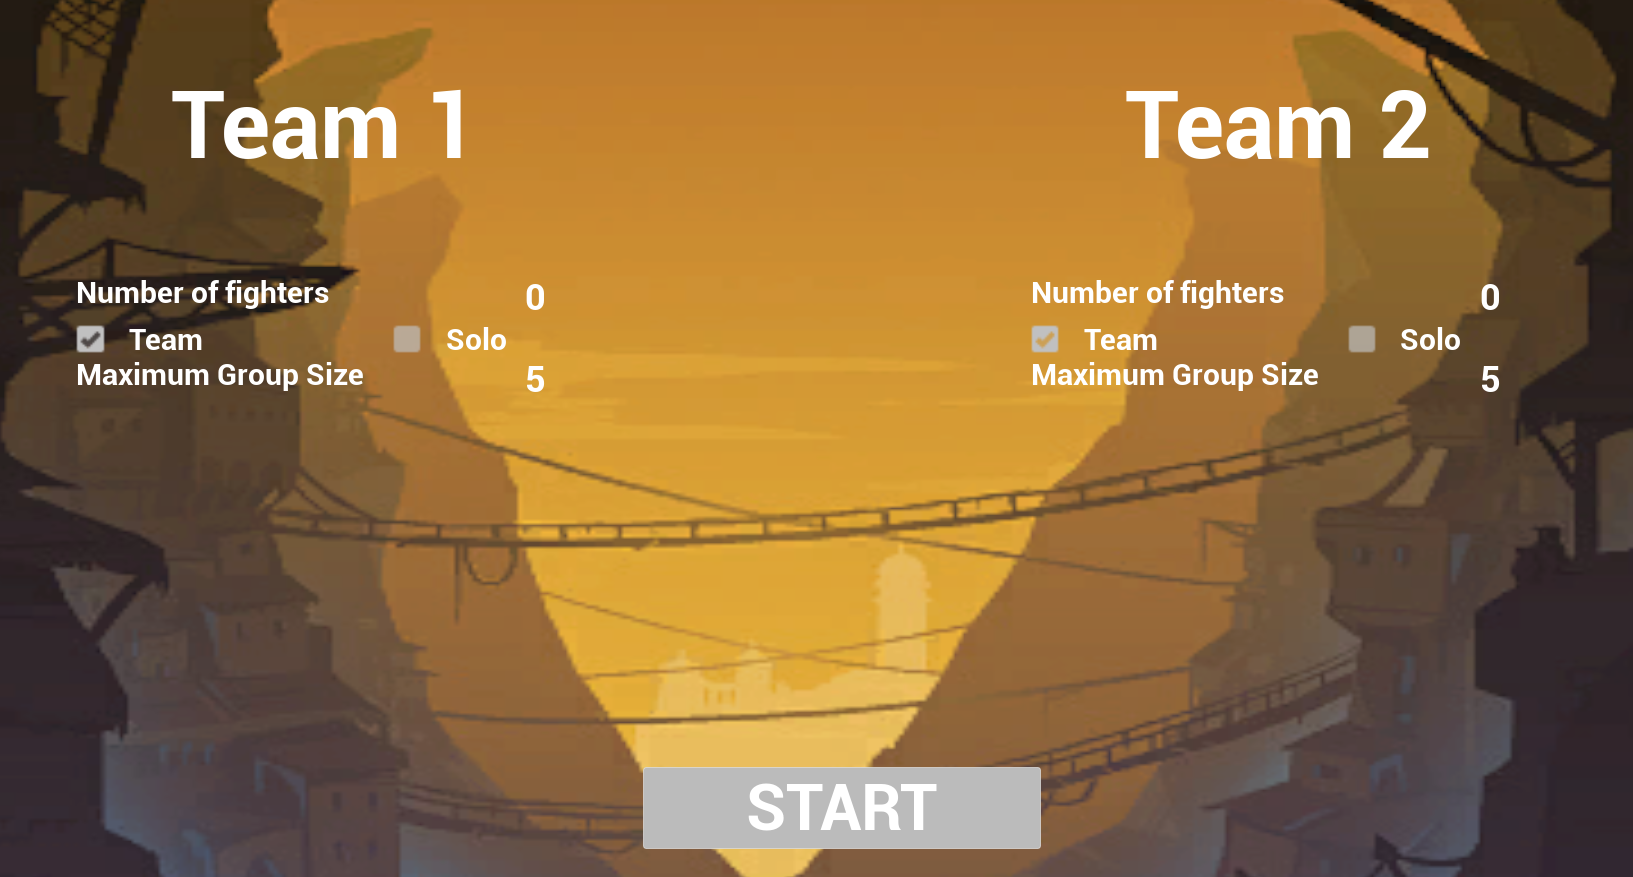 Team 1
Number of fighters 0
Team Solo
Maximum Group Size 5
Team 2
Number of fighters 0
Team Solo
Maximum Group Size 5
START